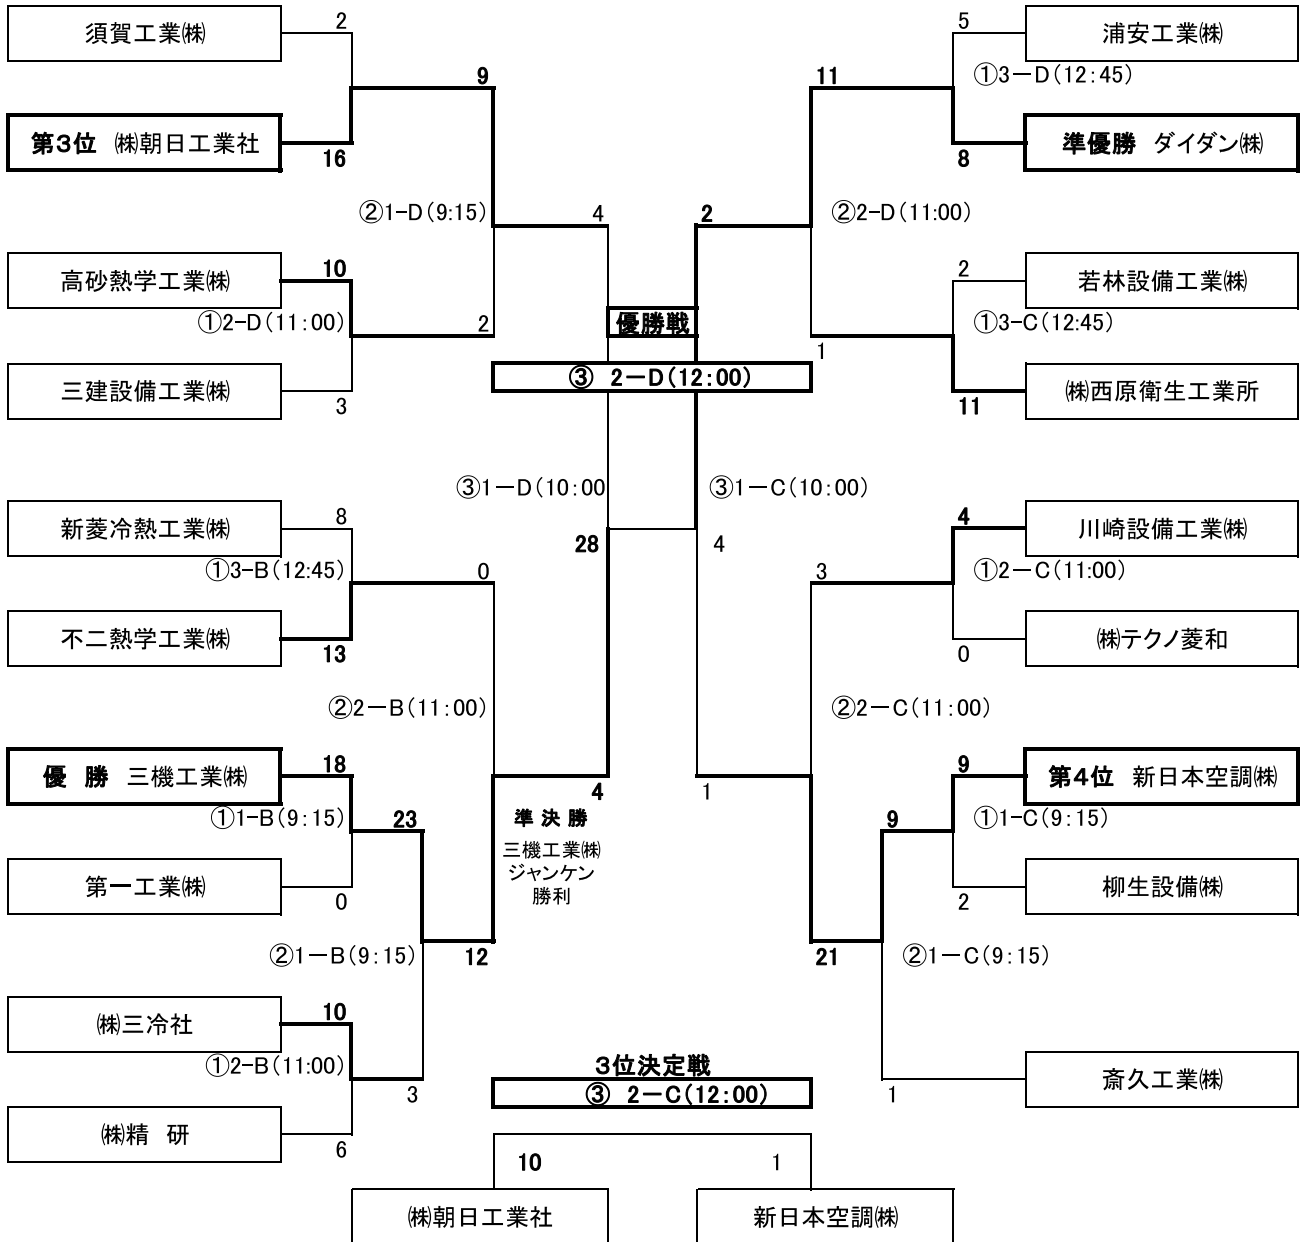 須賀工業㈱
2
9
第3位 ㈱朝日工業社
16
②1-D(9:15)
4
高砂熱学工業㈱
10
①2-D(11:00)
2
三建設備工業㈱
3
新菱冷熱工業㈱
8
①3-B(12:45)
0
不二熱学工業㈱
13
②2-B(11:00)
優 勝 三機工業㈱
18
①1-B(9:15)
23
第一工業㈱
0
②1-B(9:15)
12
㈱三冷社
10
①2-B(11:00)
3
㈱精 研
6
優勝戦
③ 2-D(12:00)
③1-D(10:00
③1-C(10:00)
28
4
4
1
準決勝
三機工業㈱
ジャンケン
勝利
5
浦安工業㈱
11
①3-D(12:45)
準優勝 ダイダン㈱
8
2
②2-D(11:00)
2
若林設備工業㈱
①3-C(12:45)
1
㈱西原衛生工業所
11
4
川崎設備工業㈱
3
①2-C(11:00)
㈱テクノ菱和
0
②2-C(11:00)
9
第4位 新日本空調㈱
9
①1-C(9:15)
柳生設備㈱
2
21
②1-C(9:15)
斎久工業㈱
1
3位決定戦
③ 2-C(12:00)
10
1
㈱朝日工業社
新日本空調㈱